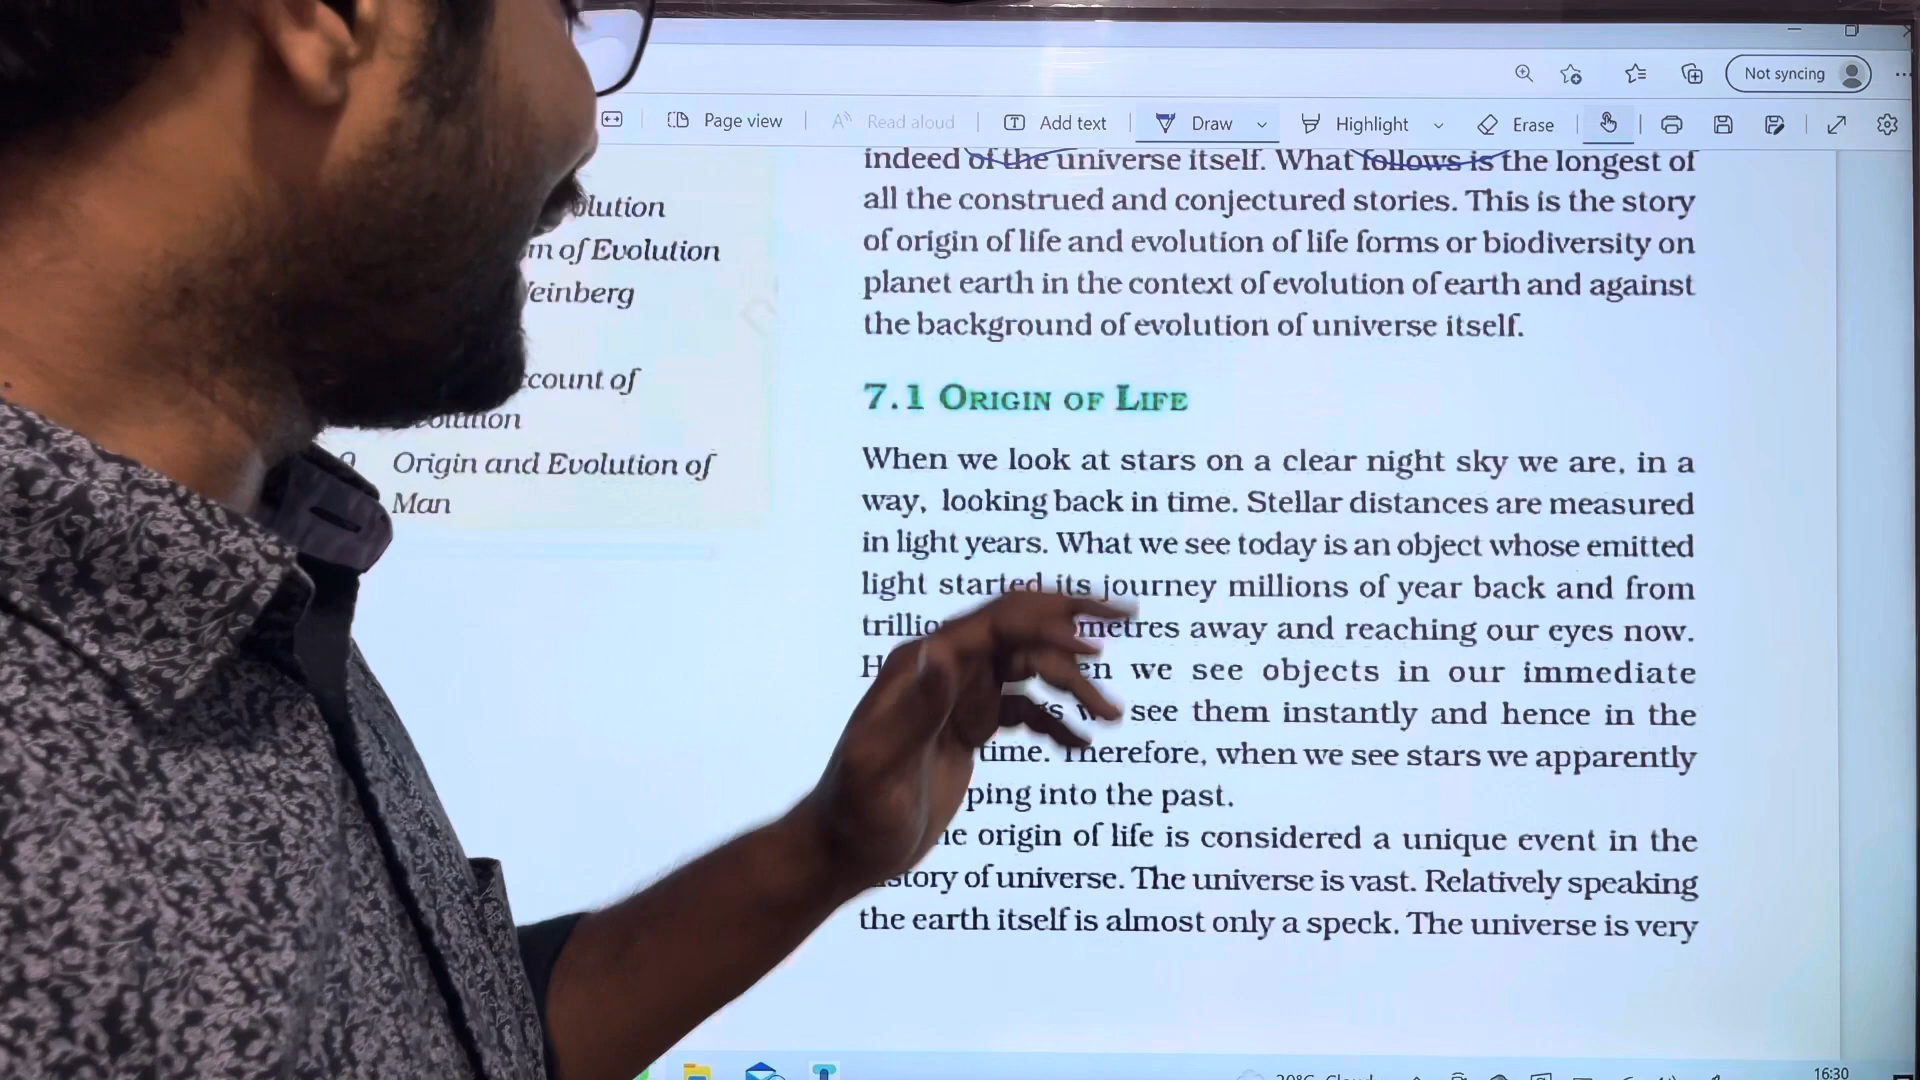 Not syncing
Page view
Read aloud
Add text
Draw
Highlight
Erase
of Evolution
count of
Origin and Evolution of
Man
indeed of the universe itself. What follows is the longest of
all the construed and conjectured stories. This is the story
of origin of life and evolution of life forms or biodiversity on
planet earth in the context of evolution of earth and against
the background of evolution of universe itself.
7.1 ORIGIN OF LIFE
When we look at stars on a clear night sky we are, in a
way, looking back in time. Stellar distances are measured
in light years. What we see today is an object whose emitted
light started its journey millions of year back and from
metres away and reaching our eyes now.
we see objects in our immediate
see them instantly and hence in the
time. Therefore, when we see stars we apparently
ping into the past.
origin of life is considered a unique event in the
story of universe. The universe is vast. Relatively speaking
the earth itself is almost only a speck. The universe is very
16:30